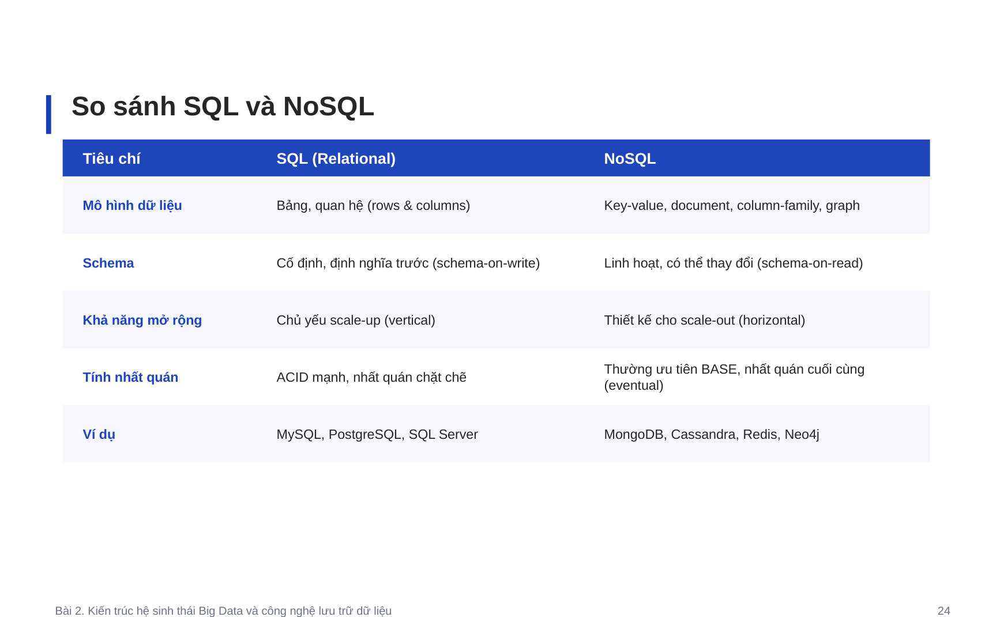 So sánh SQL và NoSQL
Tiêu chí SQL (Relational) NoSQL
Mô hình dữ liệu Bảng, quan hệ (rows & columns) Key-value, document, column-family, graph
Schema Cố định, định nghĩa trước (schema-on-write) Linh hoạt, có thể thay đổi (schema-on-read)
Khả năng mở rộng Chủ yếu scale-up (vertical) Thiết kế cho scale-out (horizontal)
Tính nhất quán ACID mạnh, nhất quán chặt chẽ Thường ưu tiên BASE, nhất quán cuối cùng
(eventual)
Ví dụ MySQL, PostgreSQL, SQL Server MongoDB, Cassandra, Redis, Neo4j
Bài 2. Kiến trúc hệ sinh thái Big Data và công nghệ lưu trữ dữ liệu 24